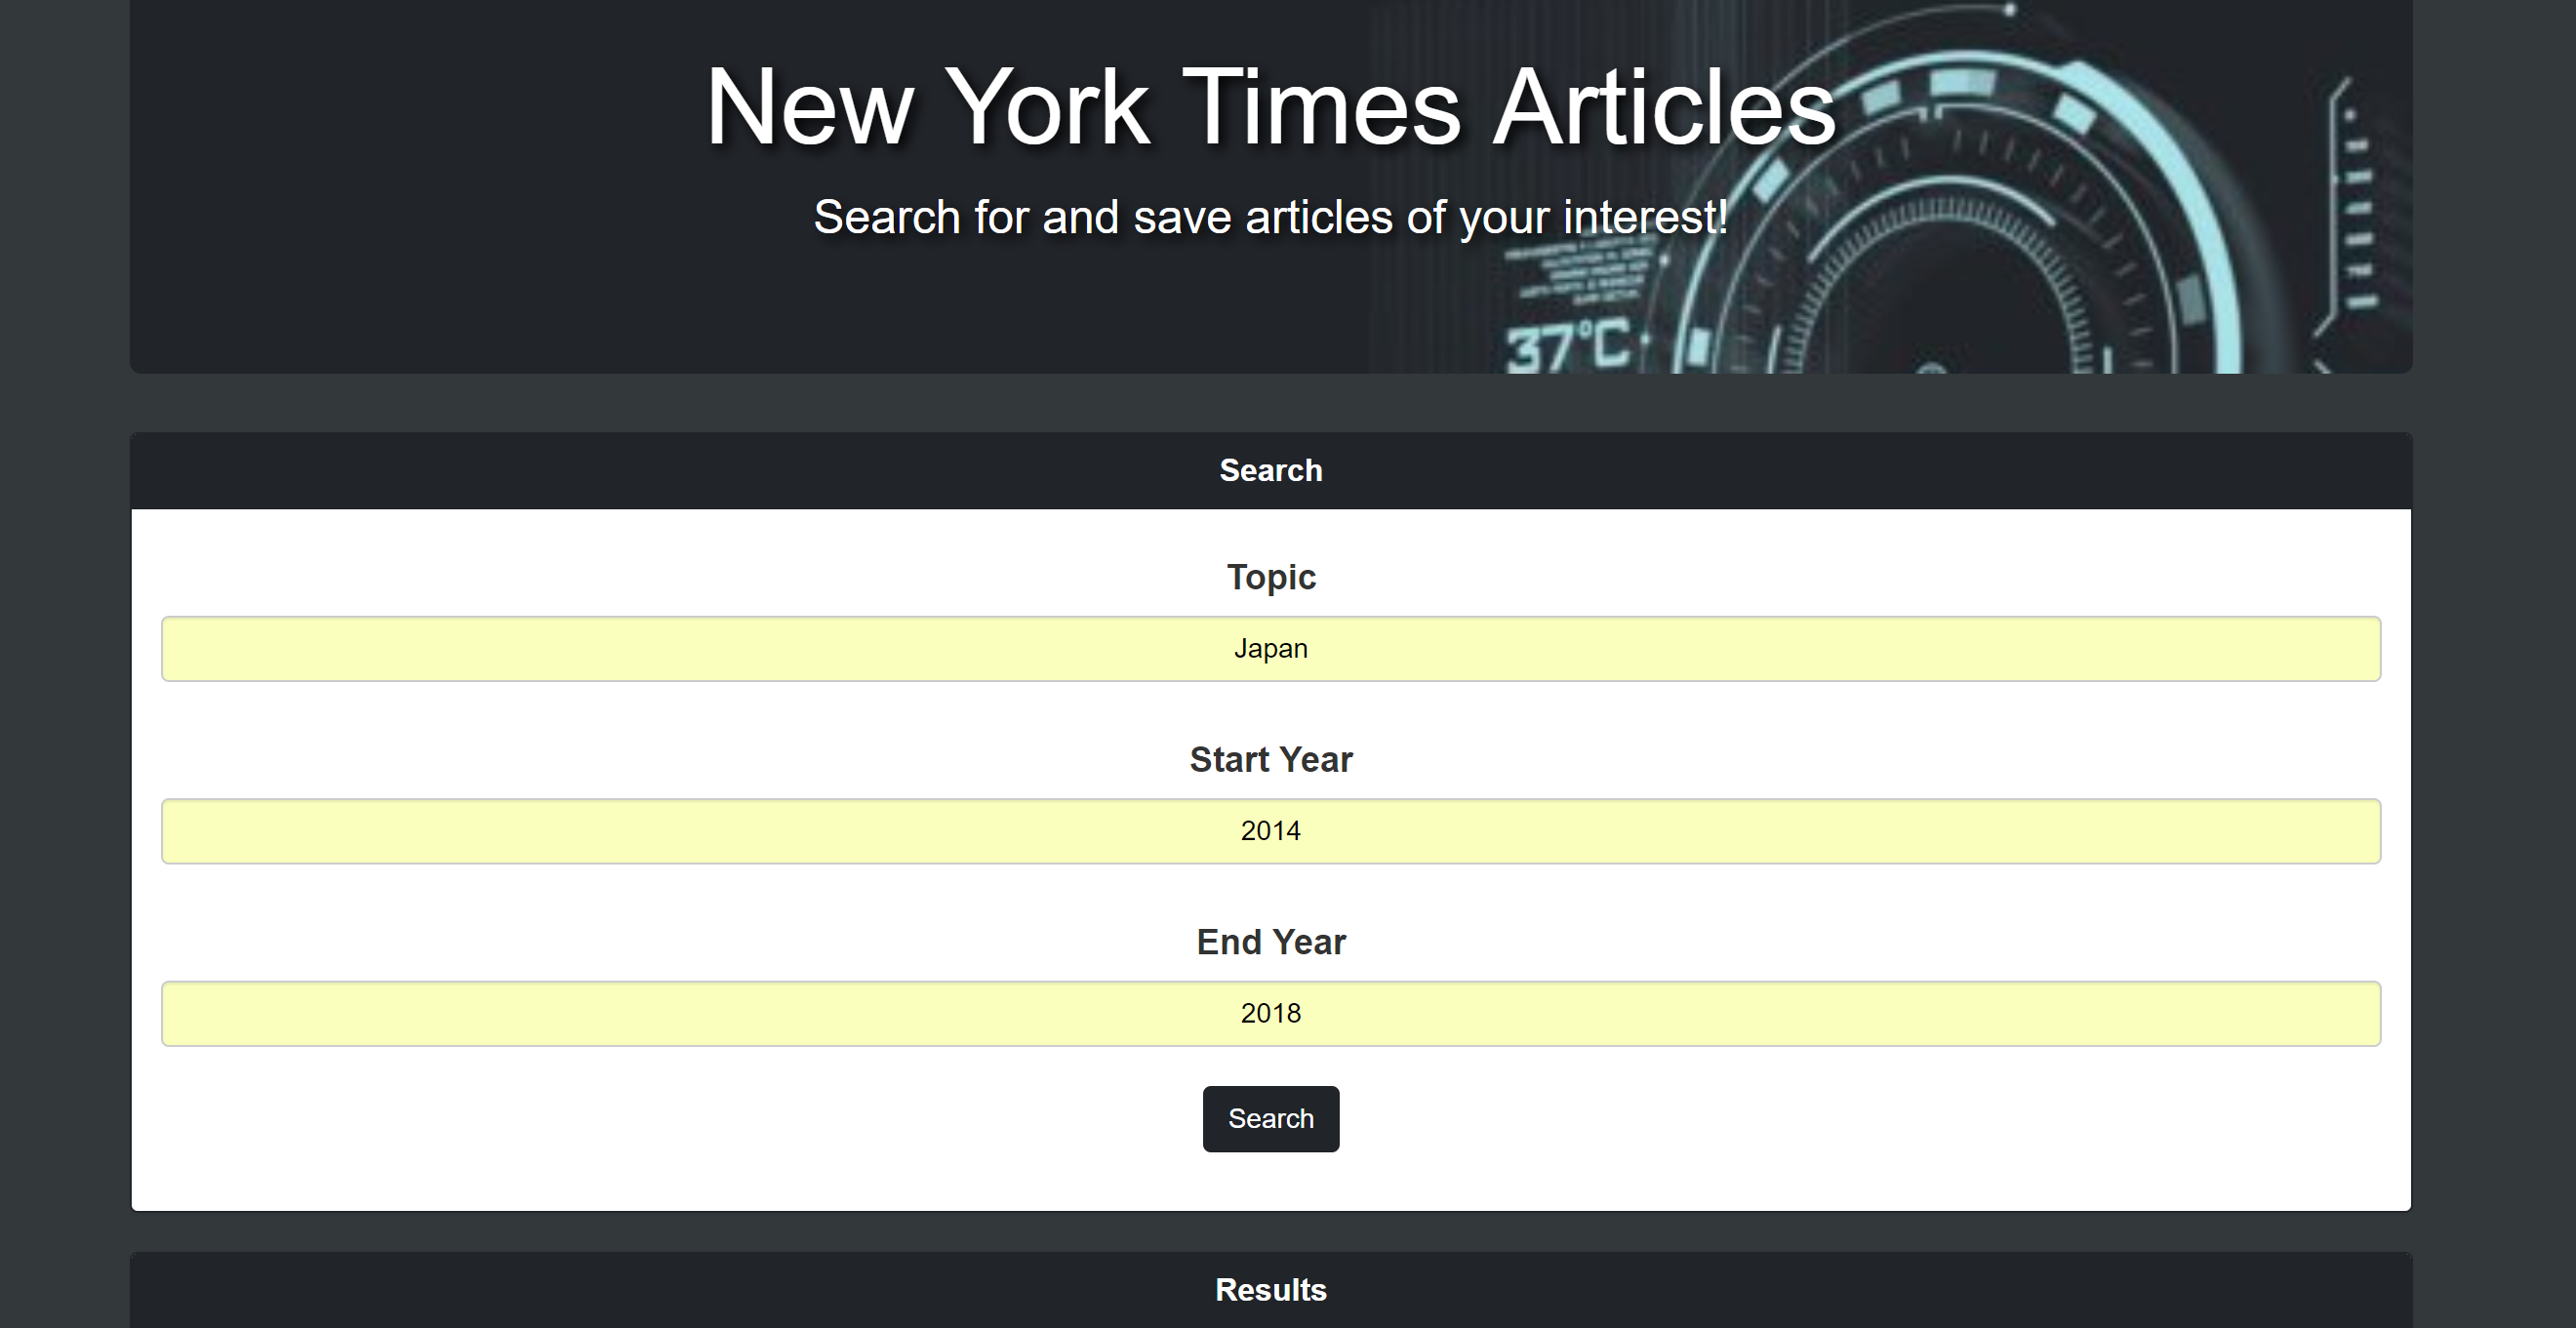 New York Times Articles
Search for and save articles of your interest!
37°C
Search
Topic
Japan
Start Year
2014
End Year
2018
Search
Results